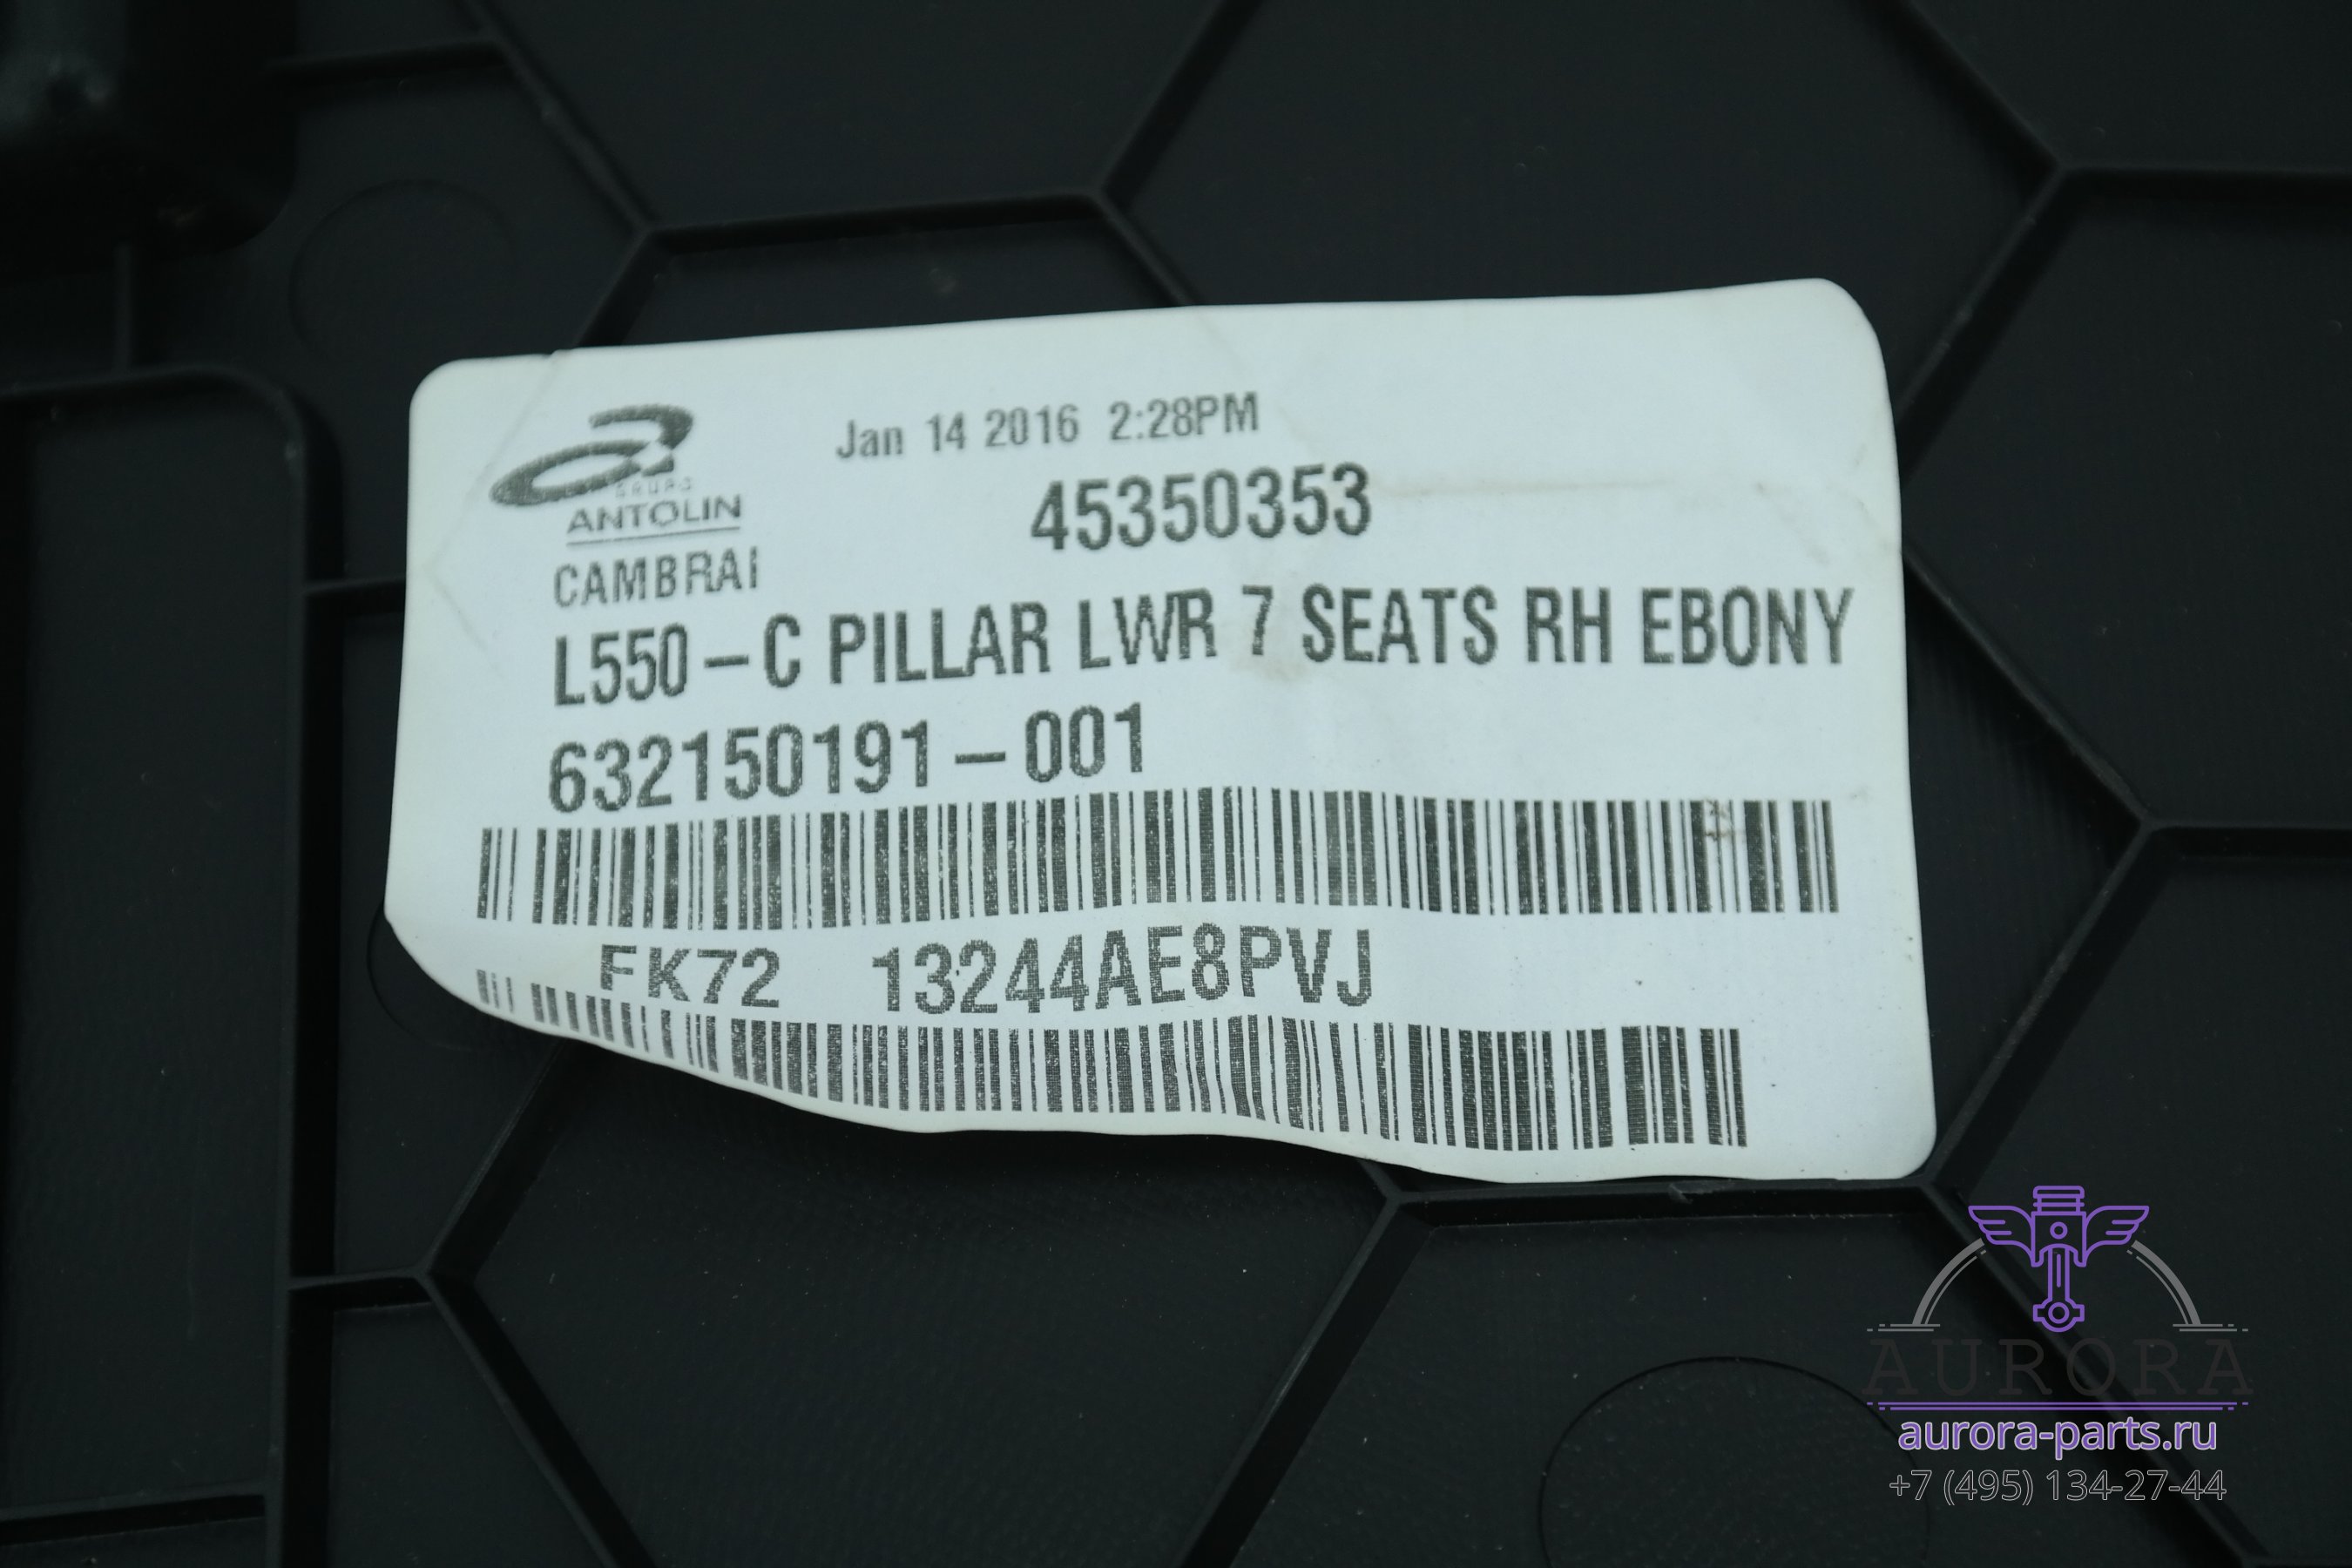 Jan 14 2016 2:28PM
GRUPO
ANTOLIN
45350353
CAMBRAI
L550-C PILLAR LWR 7 SEATS RH EBONY
632150191-001
FK72 13244AE8PVJ
AURORA
aurora-parts.ru
+7 (495) 134-27-44